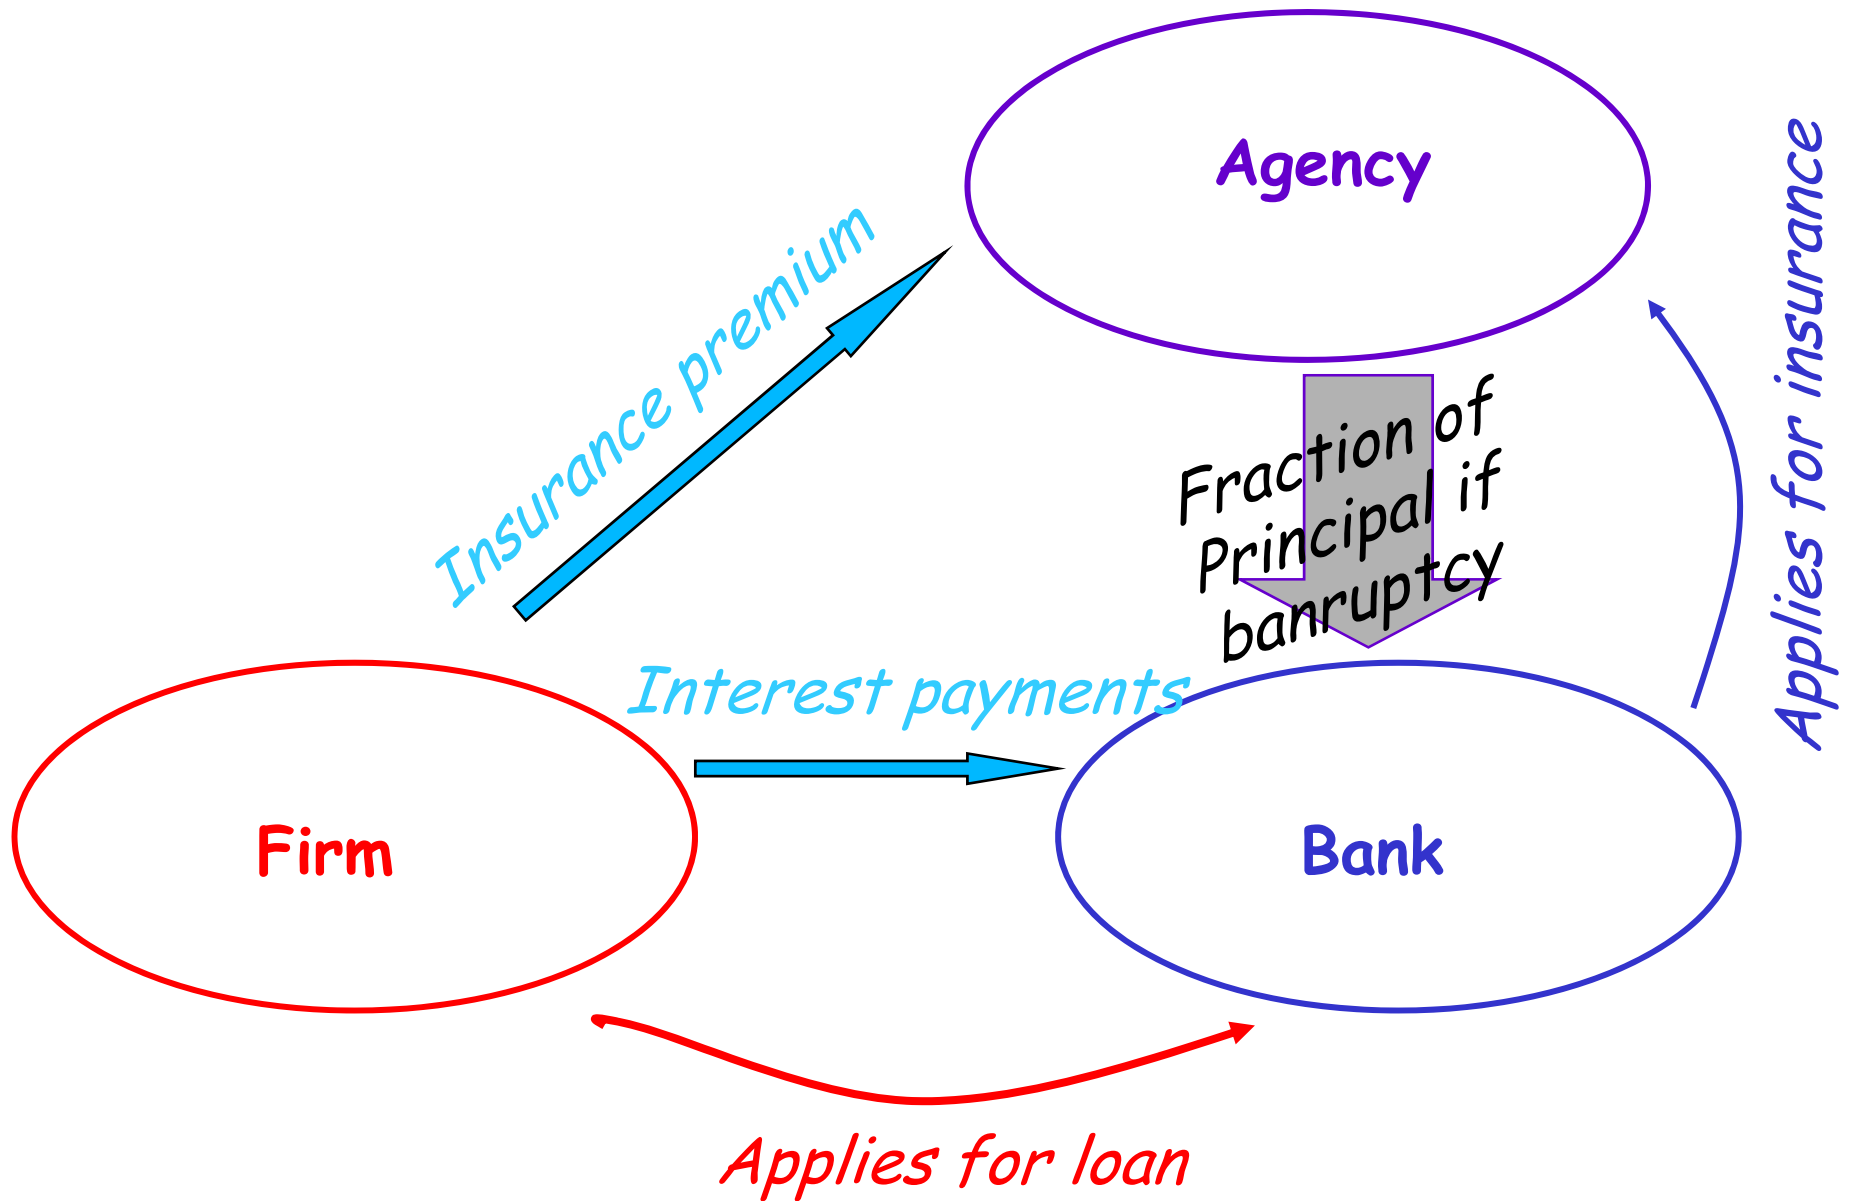 Agency
Applies for insurance
Insurance premium
Fraction of
Principal if
banruptcy
Interest payments
Firm
Bank
Applies for loan